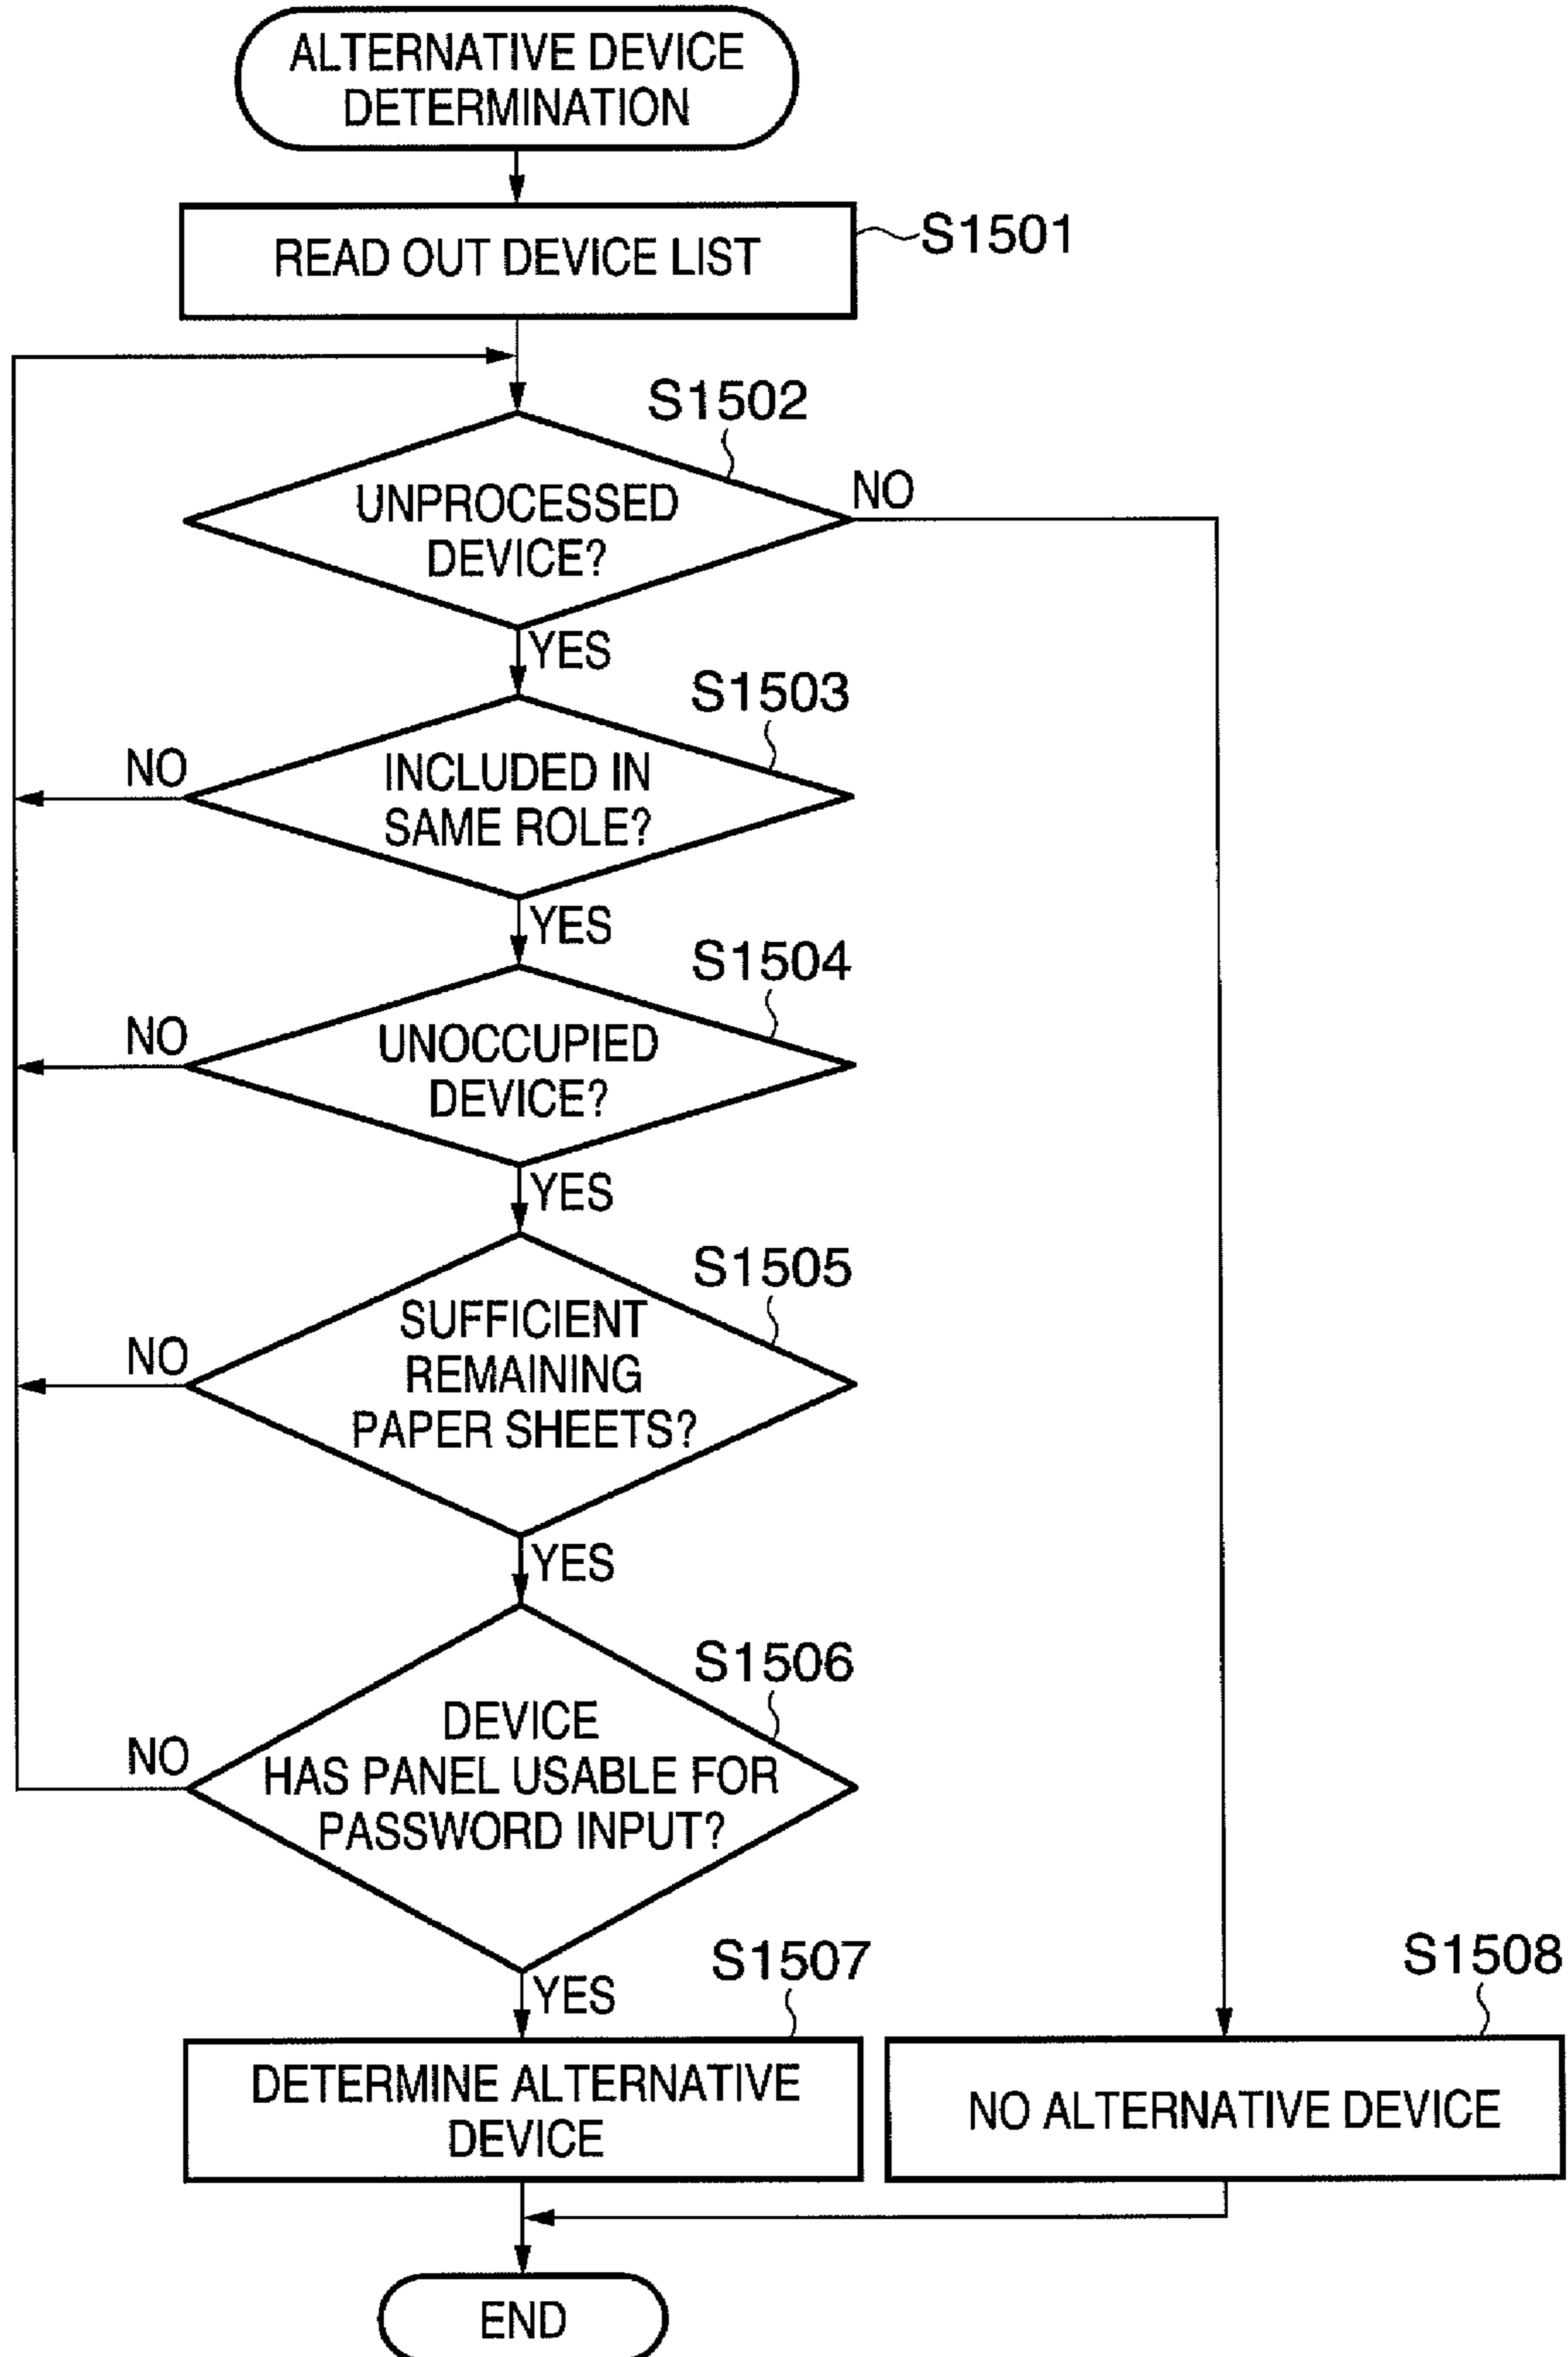 ALTERNATIVE DEVICE
DETERMINATION
READ OUT DEVICE LIST
S1501
S1502
UNPROCESSED
DEVICE?
NO
YES
S1503
INCLUDED IN
SAME ROLE?
NO
YES
S1504
UNOCCUPIED
DEVICE?
NO
YES
S1505
SUFFICIENT
REMAINING
PAPER SHEETS?
NO
YES
S1506
DEVICE
HAS PANEL USABLE FOR
PASSWORD INPUT?
NO
YES
S1507
DETERMINE ALTERNATIVE
DEVICE
S1508
NO ALTERNATIVE DEVICE
END